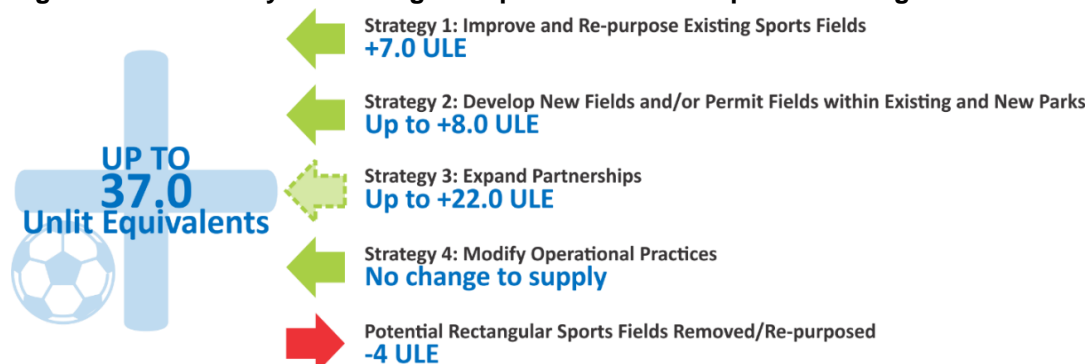 UP TO
37.0
Unlit Equivalents
Strategy 1: Improve and Re-purpose Existing Sports Fields
+7.0 ULE
Strategy 2: Develop New Fields and/or Permit Fields within Existing and New Parks
Up to +8.0 ULE
Strategy 3: Expand Partnerships
Up to +22.0 ULE
Strategy 4: Modify Operational Practices
No change to supply
Potential Rectangular Sports Fields Removed/Re-purposed
-4 ULE